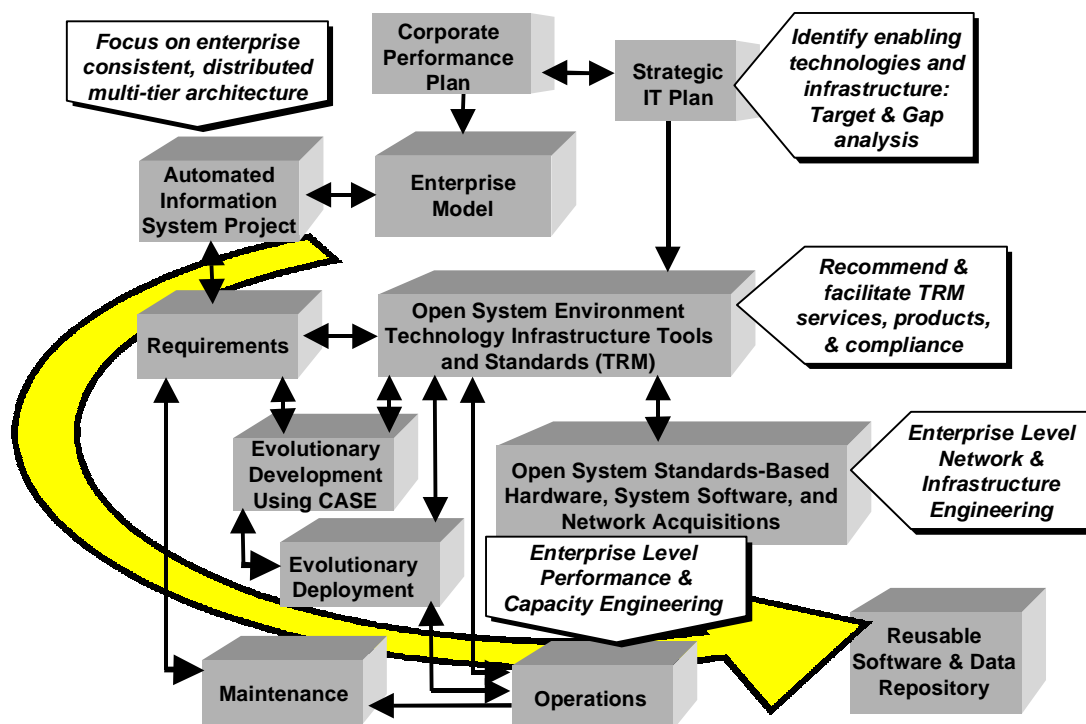 Focus on enterprise
consistent, distributed
multi-tier architecture
Corporate
Performance
Plan
Strategic
IT Plan
Identify enabling
technologies and
infrastructure:
Target & Gap
analysis
Automated
Information
System Project
Enterprise
Model
Requirements
Open System Environment
Technology Infrastructure Tools
and Standards (TRM)
Recommend &
facilitate TRM
services, products,
& compliance
Evolutionary
Development
Using CASE
Open System Standards-Based
Hardware, System Software, and
Network Acquisitions
Enterprise Level
Network &
Infrastructure
Engineering
Evolutionary
Deployment
Enterprise Level
Performance &
Capacity Engineering
Maintenance
Operations
Reusable
Software & Data
Repository